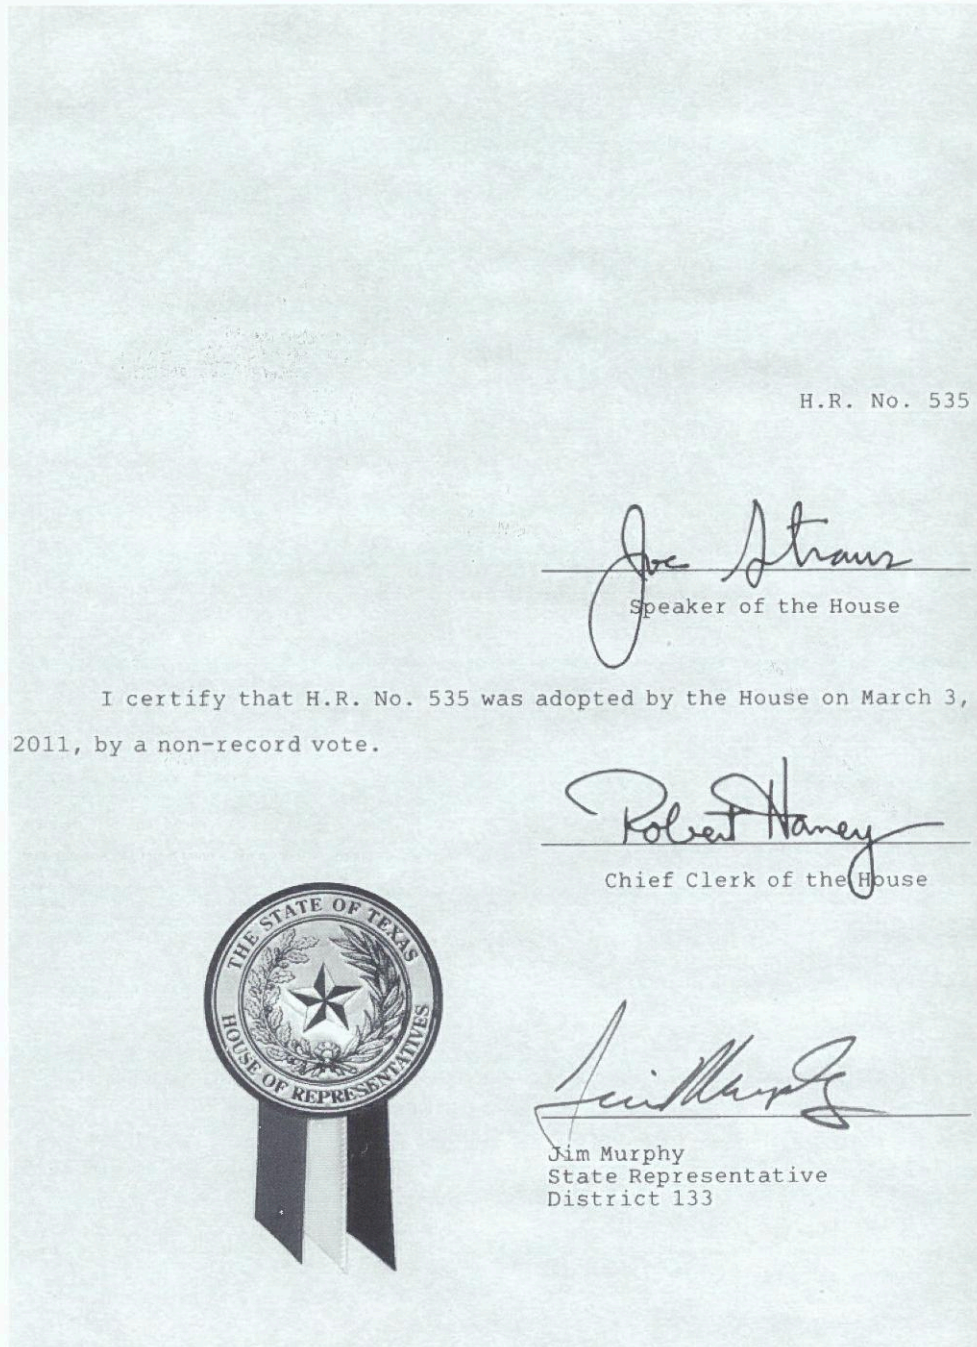 H.R. No. 535
Joe Straus
Speaker of the House
I certify that H.R. No. 535 was adopted by the House on March 3,
2011, by a non-record vote.
Robert Haney
Chief Clerk of the House
THE STATE OF TEXAS
HOUSE OF REPRESENTATIVES
Jim Murphy
Jim Murphy
State Representative
District 133